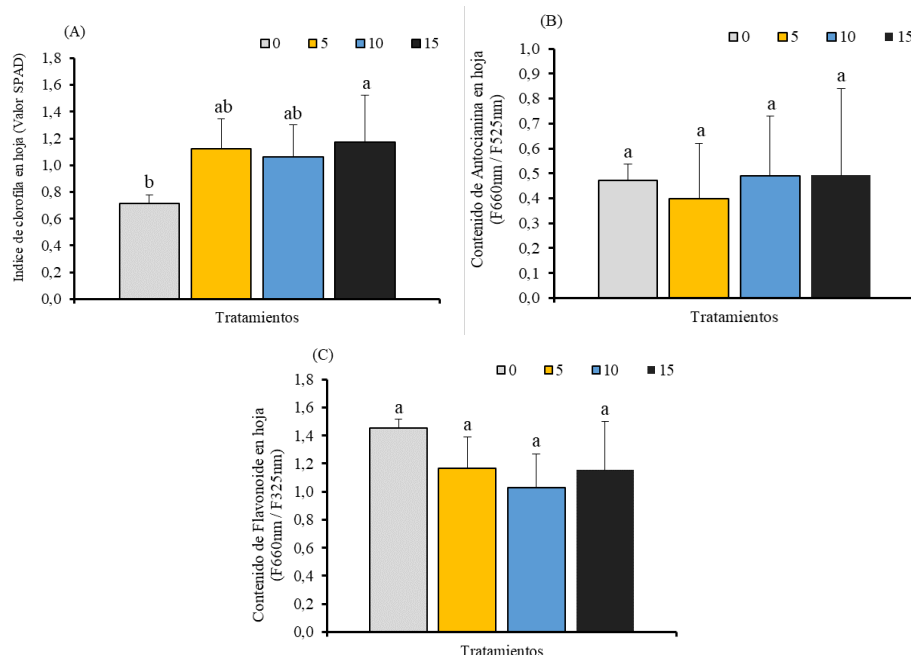 (A)
0 5 10 15
Indice de clorofila en hoja (Valor SPAD)
1,8
1,6
1,4
1,2
1,0
0,8
0,6
0,4
0,2
0,0
b
ab
ab
a
Tratamientos
(B)
0 5 10 15
Contenido de Antocianina en hoja
(F660nm / F525nm)
1,0
0,9
0,8
0,7
0,6
0,5
0,4
0,3
0,2
0,1
0,0
a
a
a
a
Tratamientos
(C)
0 5 10 15
Contenido de Flavonoide en hoja
(F660nm / F325nm)
1,8
1,6
1,4
1,2
1,0
0,8
0,6
0,4
0,2
0,0
a
a
a
a
Tratamientos